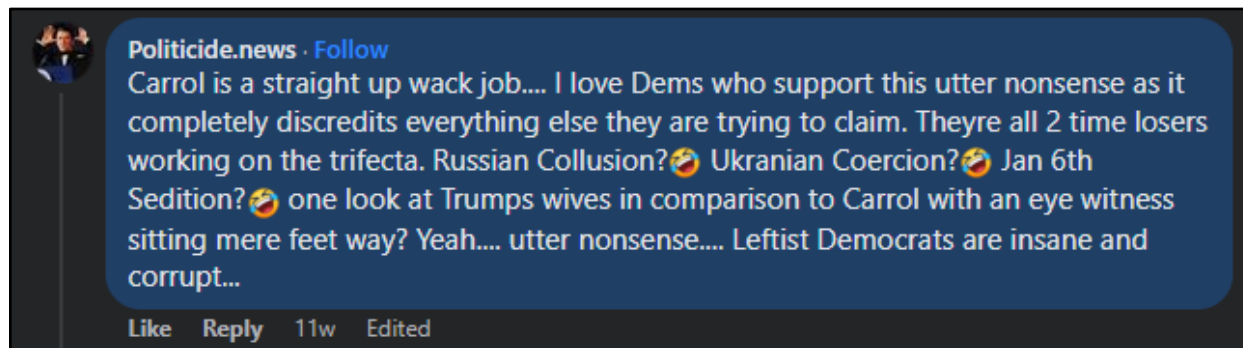 Politicide.news · Follow
Carrol is a straight up wack job.... I love Dems who support this utter nonsense as it
completely discredits everything else they are trying to claim. Theyre all 2 time losers
working on the trifecta. Russian Collusion?🤣 Ukranian Coercion?🤣 Jan 6th
Sedition?🤣 one look at Trumps wives in comparison to Carrol with an eye witness
sitting mere feet way? Yeah.... utter nonsense.... Leftist Democrats are insane and
corrupt...
Like Reply 11w Edited